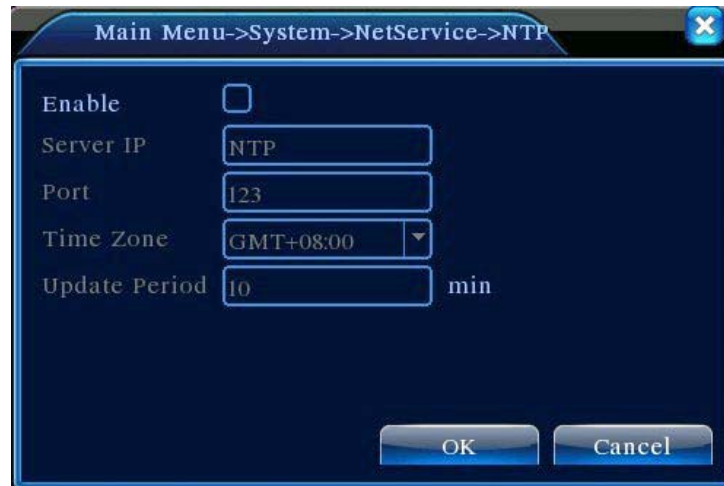 Main Menu->System->NetService->NTP
Enable
Server IP NTP
Port 123
Time Zone GMT+08:00
Update Period 10 min
OK Cancel